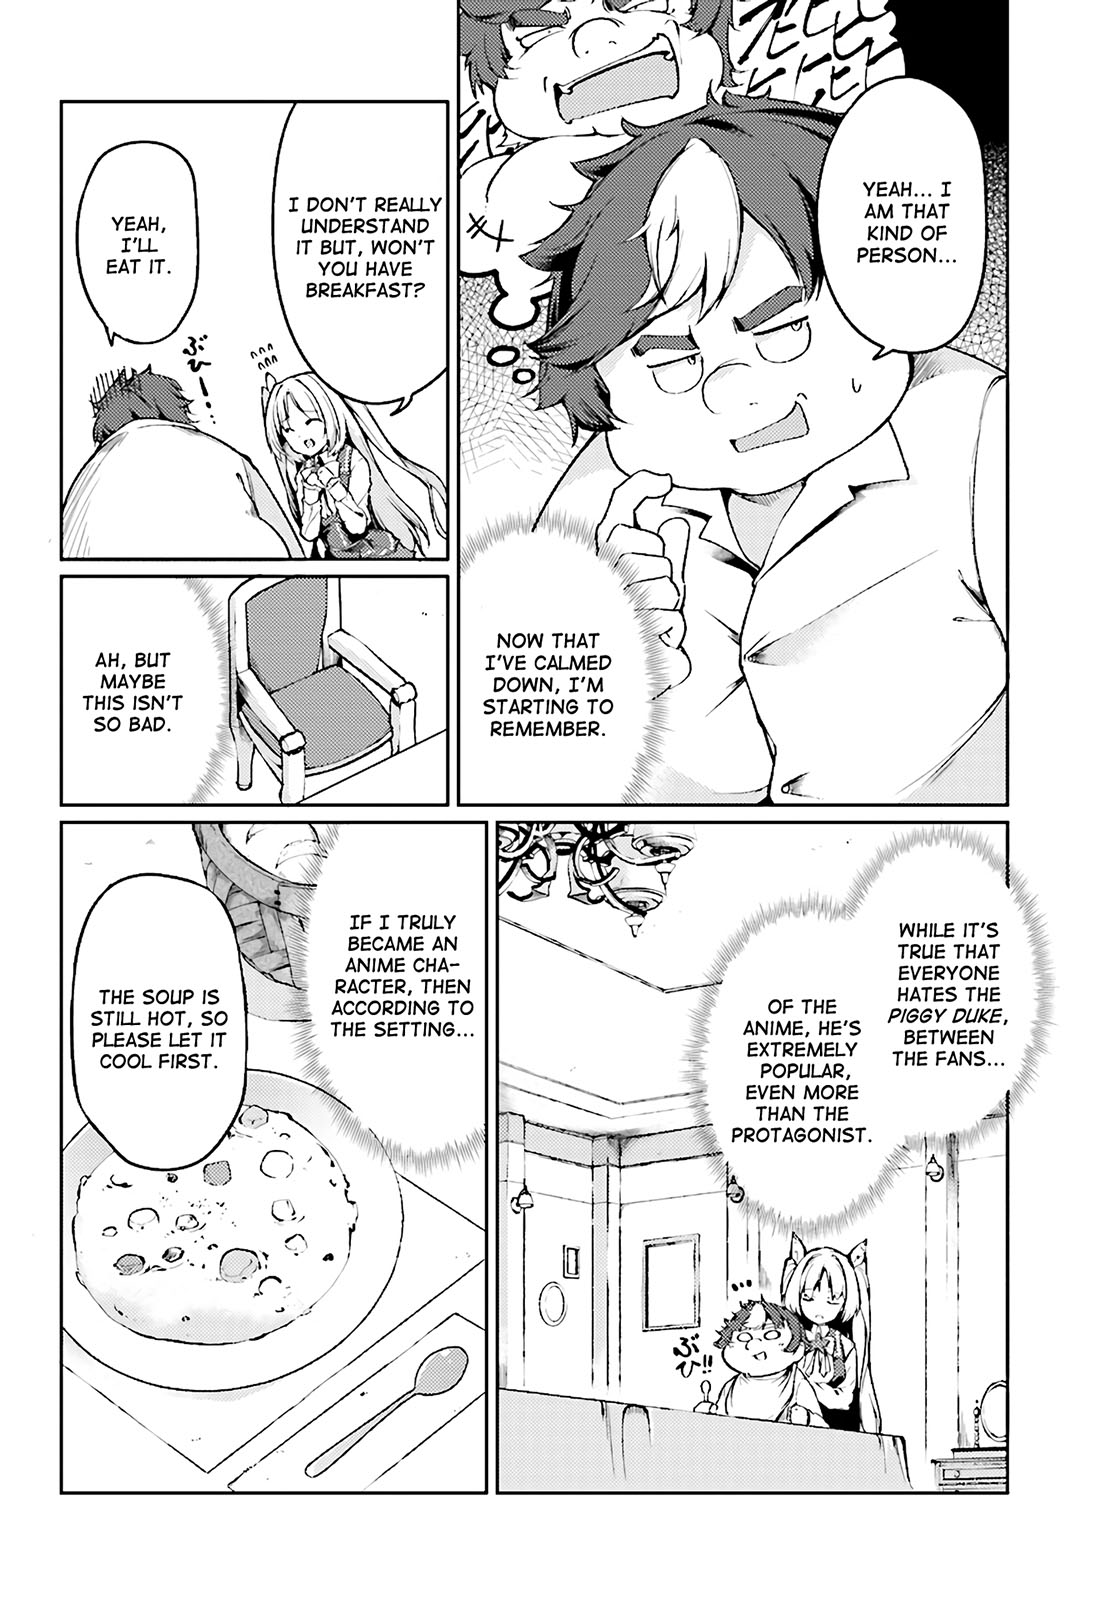 YEAH... I
AM THAT
KIND OF
PERSON...
NOW THAT
I'VE CALMED
DOWN, I'M
STARTING TO
REMEMBER.
I DON'T REALLY
UNDERSTAND
IT BUT, WON'T
YOU HAVE
BREAKFAST?
YEAH,
I'LL
EAT IT.
ぶひー…
AH, BUT
MAYBE
THIS ISN'T
SO BAD.
WHILE IT'S
TRUE THAT
EVERYONE
HATES THE
PIGGY DUKE,
BETWEEN
THE FANS...
OF THE
ANIME, HE'S
EXTREMELY
POPULAR,
EVEN MORE
THAN THE
PROTAGONIST.
ぶひ!!
IF I TRULY
BECAME AN
ANIME CHA-
RACTER, THEN
ACCORDING TO
THE SETTING...
THE SOUP IS
STILL HOT, SO
PLEASE LET IT
COOL FIRST.